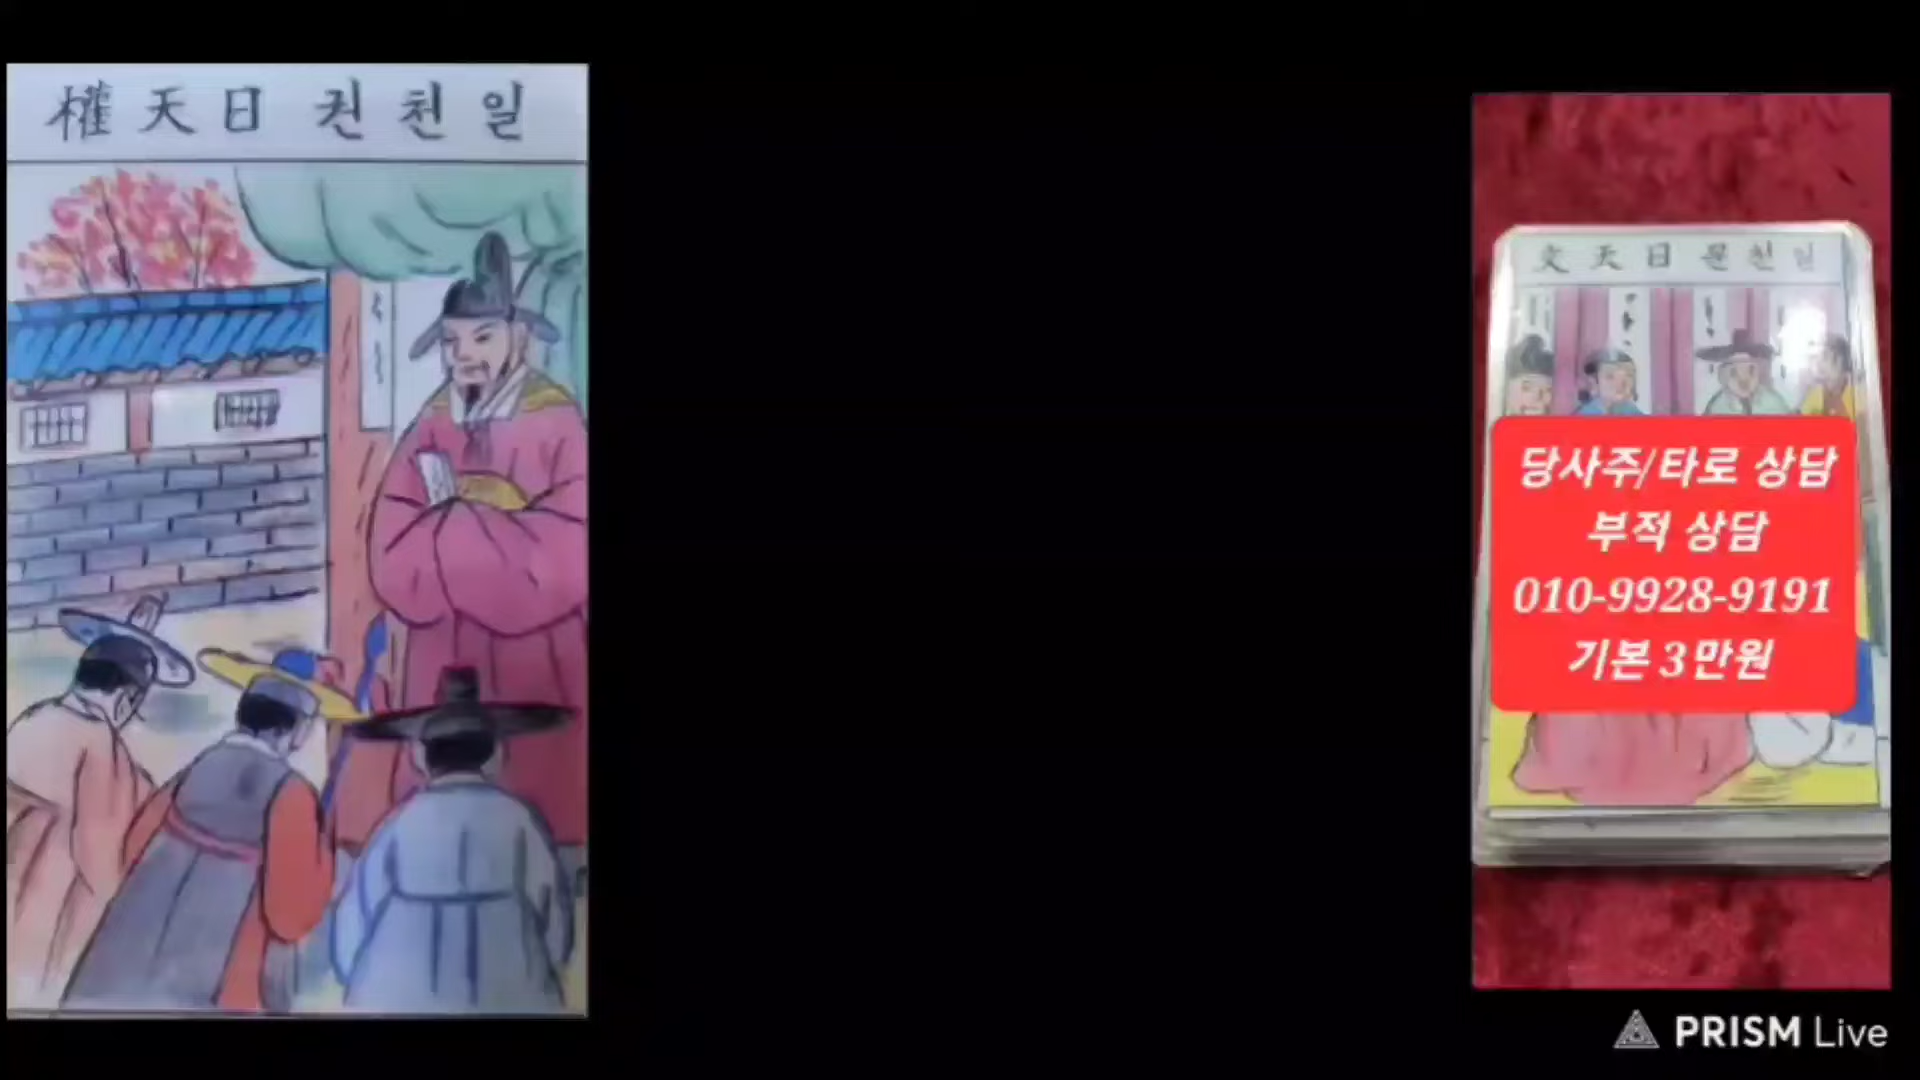 權天日 권천일
文天日 문천일
당사주/타로 상담
부적 상담
010-9928-9191
기본 3만원
PRISM Live